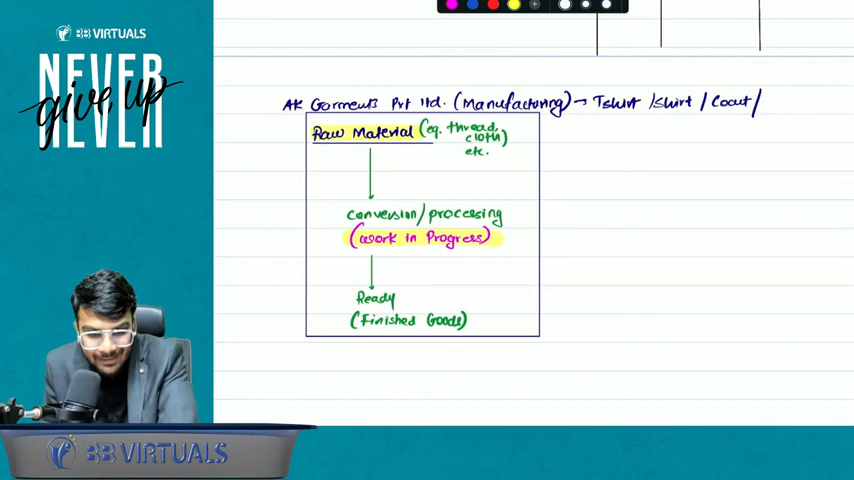 BB VIRTUALS
NEVER
give up
NEVER
AK Garments Pvt ltd. (Manufacturing) → Tshirt /shirt / Coat/
Raw Material (eg. thread,
cloth)
etc.
conversion/processing
(work in Progress)
Ready
(Finished Goods)
BB VIRTUALS